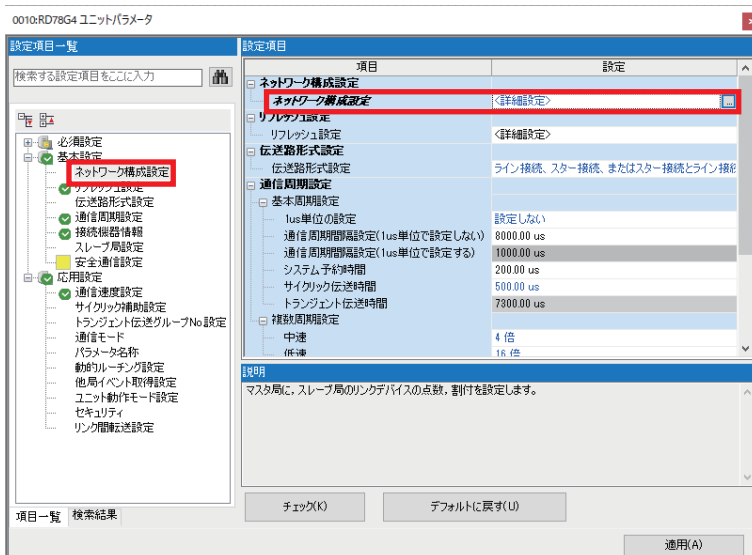 0010:RD78G4 ユニットパラメータ
設定項目一覧
検索する設定項目をここに入力
必須設定
基本設定
ネットワーク構成設定
リフレッシュ設定
伝送路形式設定
通信周期設定
接続機器情報
スレーブ局設定
安全通信設定
応用設定
通信速度設定
サイクリック補助設定
トランジェント伝送グループNo.設定
通信モード
パラメータ名称
動的ルーチング設定
他局イベント取得設定
ユニット動作モード設定
セキュリティ
リンク間転送設定
項目一覧 検索結果
設定項目
項目 設定
ネットワーク構成設定
ネットワーク構成設定 <詳細設定> ...
リフレッシュ設定
リフレッシュ設定 <詳細設定>
伝送路形式設定
伝送路形式設定 ライン接続、スター接続、またはスター接続とライン接続
通信周期設定
基本周期設定
1us単位の設定 設定しない
通信周期間隔設定(1us単位で設定しない) 8000.00 us
通信周期間隔設定(1us単位で設定する) 1000.00 us
システム予約時間 200.00 us
サイクリック伝送時間 500.00 us
トランジェント伝送時間 7300.00 us
複数周期設定
中速 4 倍
低速 16 倍
説明
マスタ局に，スレーブ局のリンクデバイスの点数，割付を設定します。
チェック(K) デフォルトに戻す(U)
適用(A)